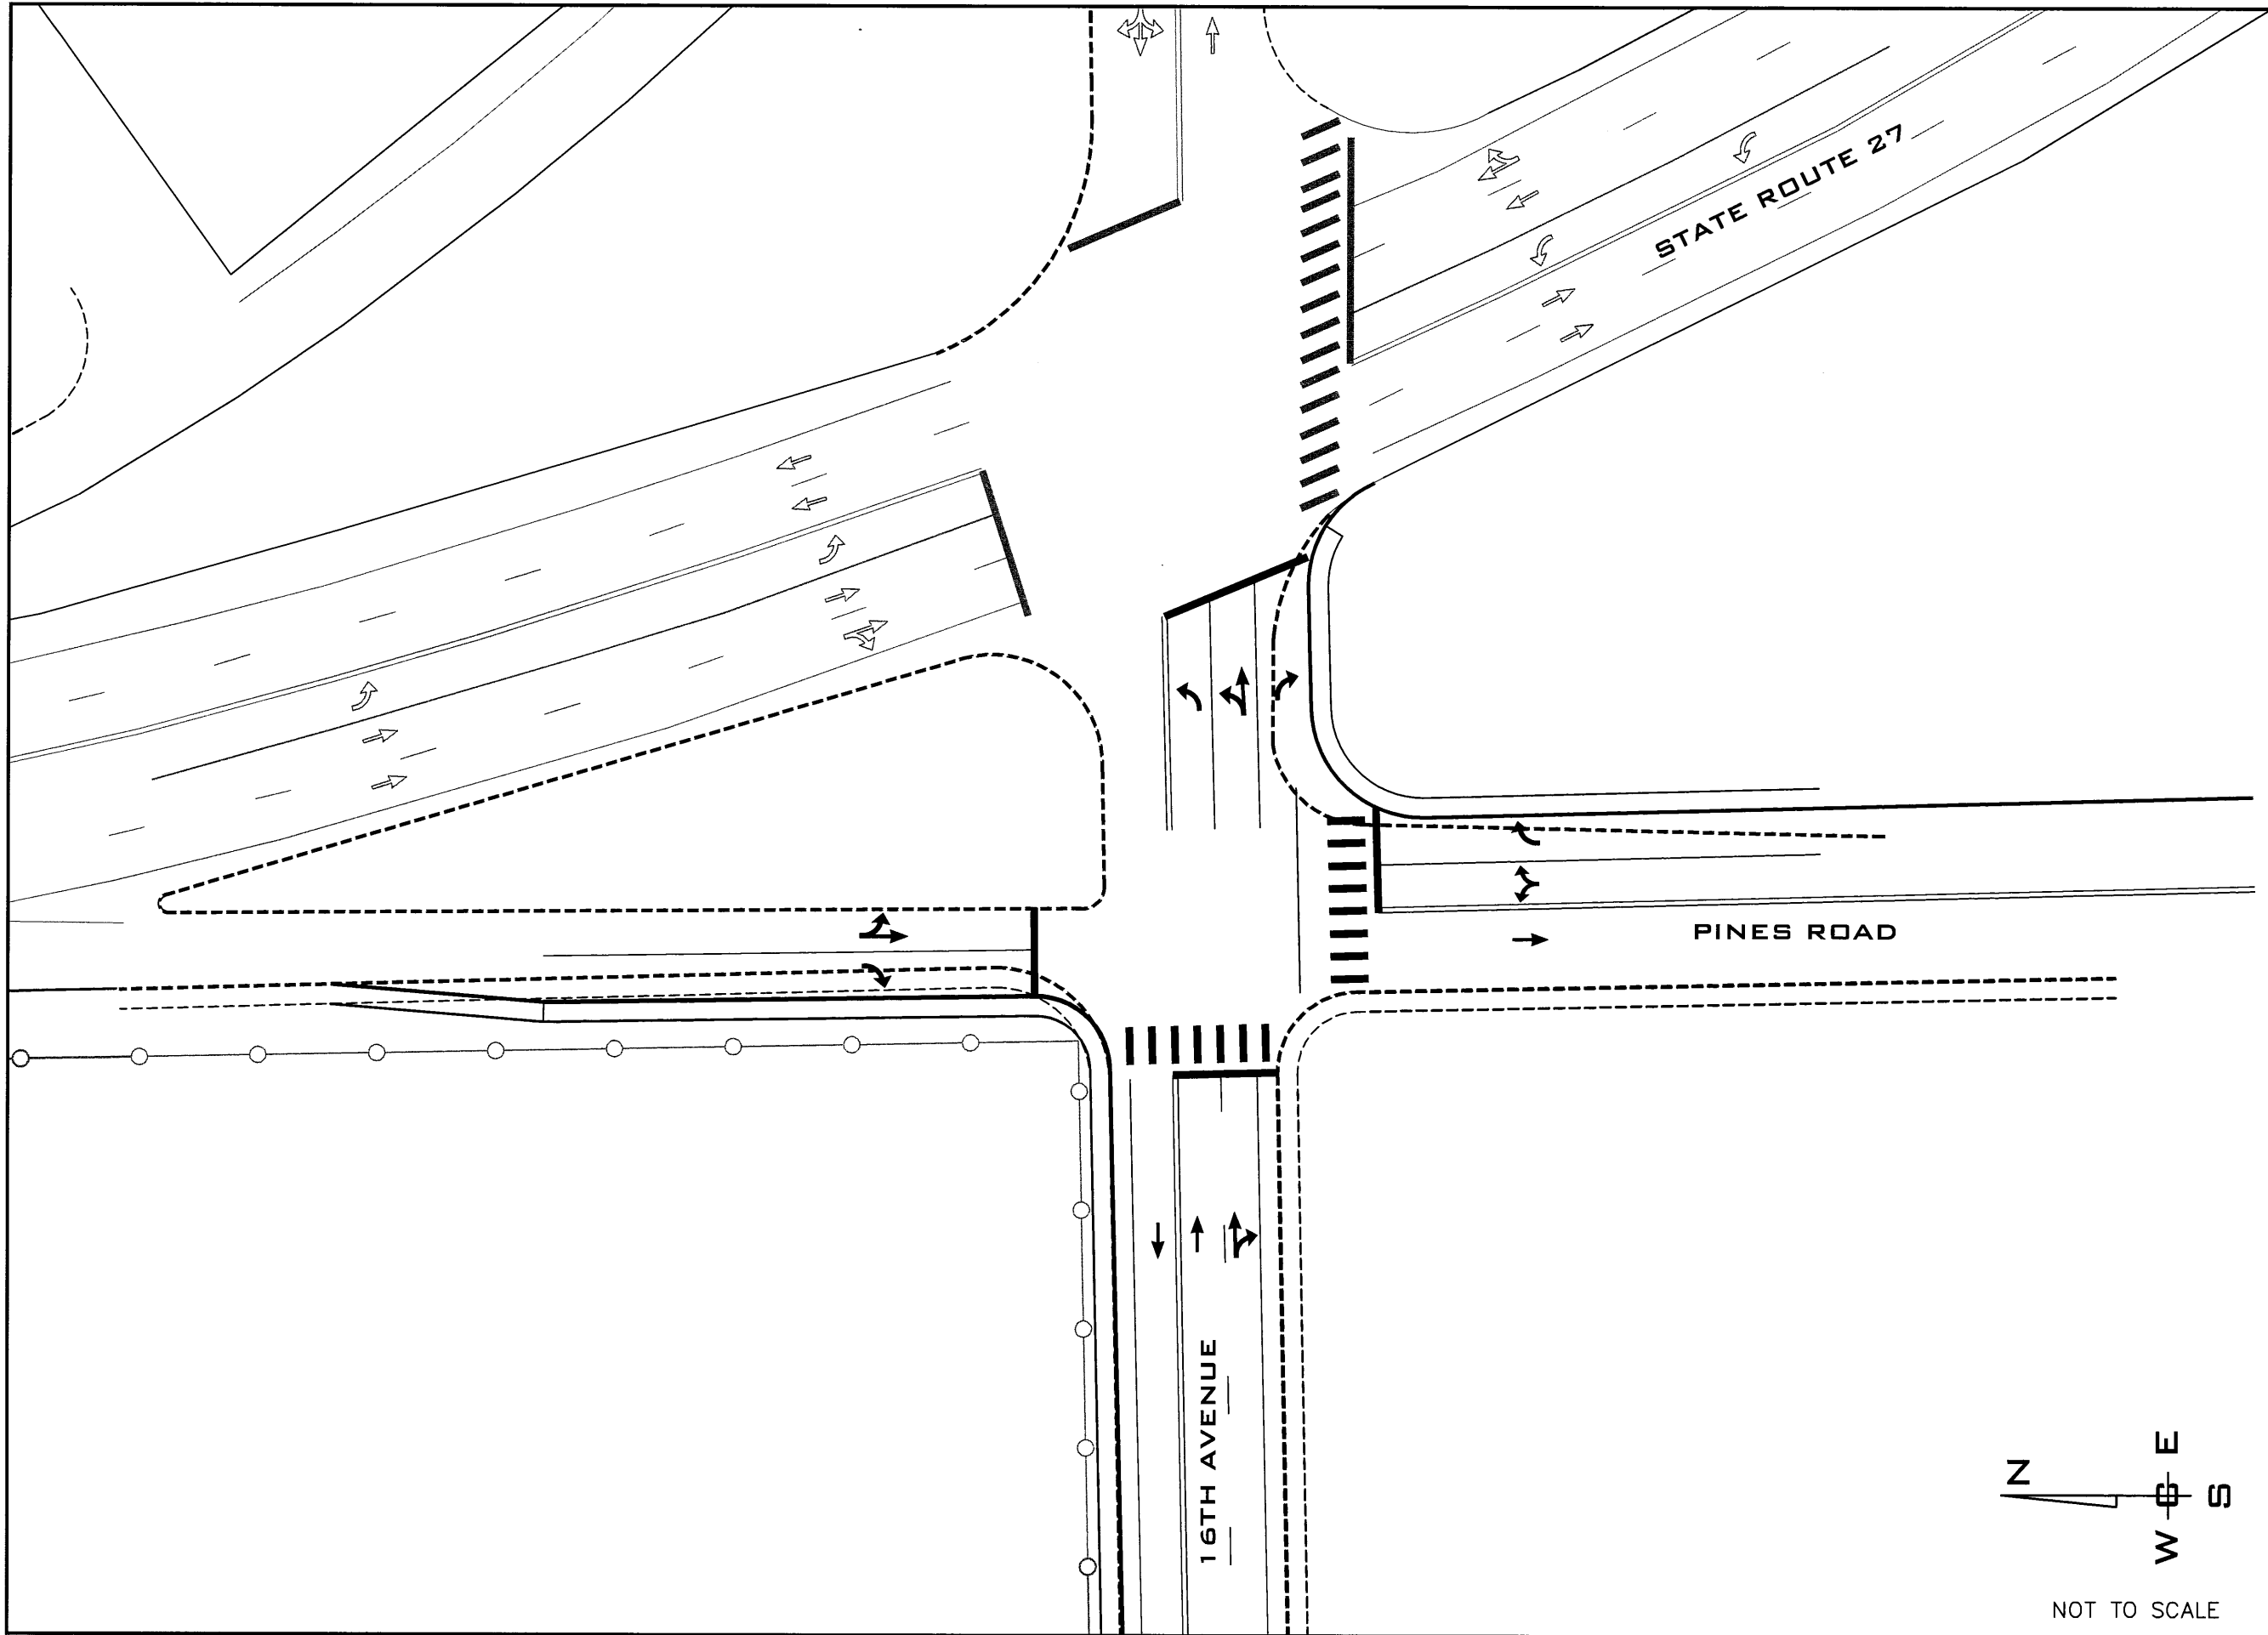 STATE ROUTE 27
PINES ROAD
16TH AVENUE
N
E
S
W
NOT TO SCALE